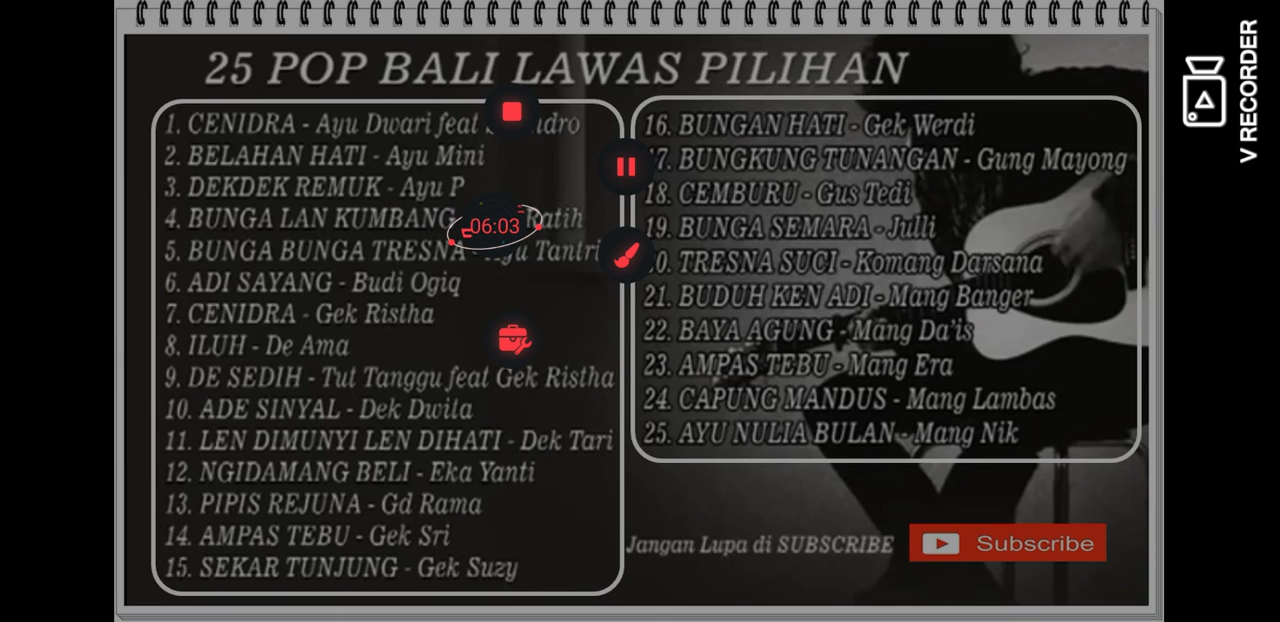 25 POP BALI LAWAS PILIHAN
1. CENIDRA - Ayu Dwari feat
2. BELAHAN HATI - Ayu Mini
3. DEKDEK REMUK - Ayu P
4. BUNGA LAN KUMBANG Ratih
06:03
5. BUNGA BUNGA TRESNA - Ayu Tantri
6. ADI SAYANG - Budi Ogiq
7. CENIDRA - Gek Ristha
8. ILUH - De Ama
9. DE SEDIH - Tut Tanggu feat Gek Ristha
10. ADE SINYAL - Dek Dwita
11. LEN DIMUNYI LEN DIHATI - Dek Tari
12. NGIDAMANG BELI - Eka Yanti
13. PIPIS REJUNA - Gd Rama
14. AMPAS TEBU - Gek Sri
15. SEKAR TUNJUNG - Gek Suzy
16. BUNGAN HATI - Gek Werdi
17. BUNGKUNG TUNANGAN - Gung Mayong
18. CEMBURU - Gus Tedi
19. BUNGA SEMARA - Julli
20. TRESNA SUCI - Komang Darsana
21. BUDUH KEN ADI - Mang Banger
22. BAYA AGUNG - Mang Da'is
23. AMPAS TEBU - Mang Era
24. CAPUNG MANDUS - Mang Lambas
25. AYU NULIA BULAN - Mang Nik
Jangan Lupa di SUBSCRIBE
Subscribe
V RECORDER